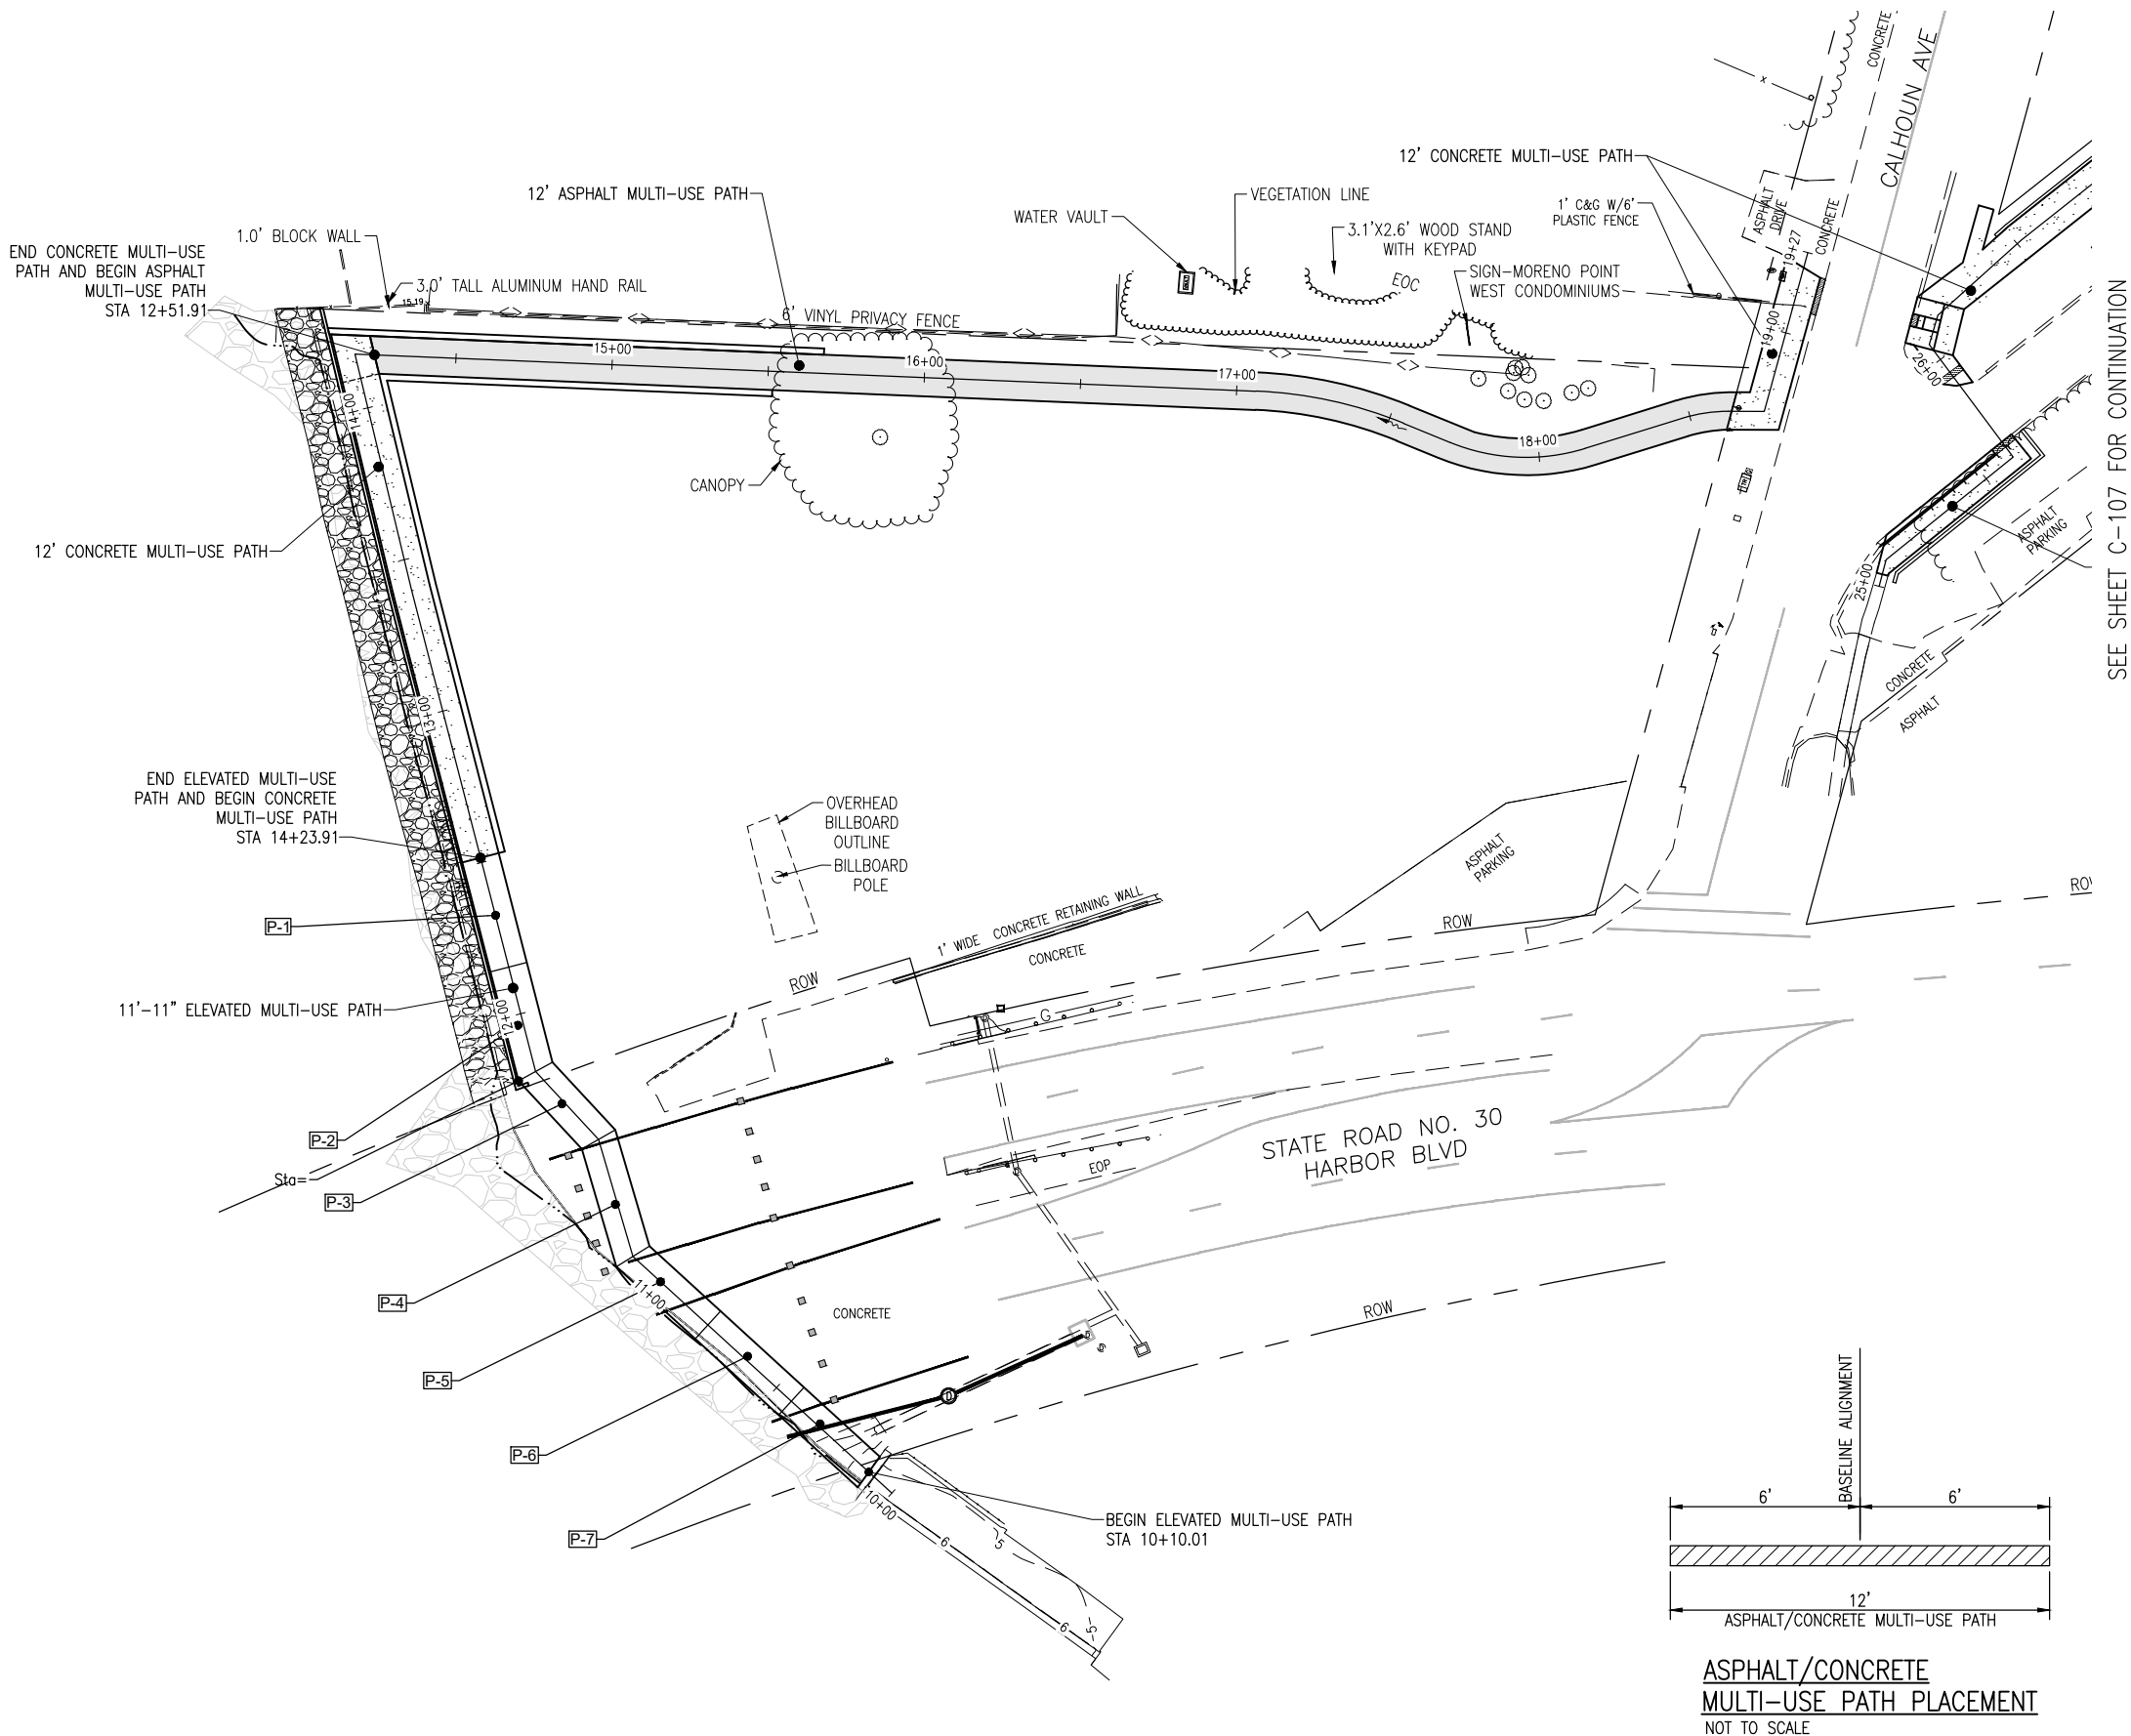 CONCRETE
CALHOUN AVE
12' CONCRETE MULTI-USE PATH
12' ASPHALT MULTI-USE PATH
VEGETATION LINE
WATER VAULT
1' C&G W/6'
PLASTIC FENCE
ASPHALT
DRIVE
CONCRETE
19+27
3.1'X2.6' WOOD STAND
WITH KEYPAD
EOC
SIGN-MORENO POINT
WEST CONDOMINIUMS
1.0' BLOCK WALL
END CONCRETE MULTI-USE
PATH AND BEGIN ASPHALT
MULTI-USE PATH
STA 12+51.91
3.0' TALL ALUMINUM HAND RAIL
15.19
6' VINYL PRIVACY FENCE
15+00
16+00
17+00
18+00
19+00
26+00
14+00
CANOPY
12' CONCRETE MULTI-USE PATH
SEE SHEET C-107 FOR CONTINUATION
ASPHALT
PARKING
25+00
CONCRETE
ASPHALT
13+00
END ELEVATED MULTI-USE
PATH AND BEGIN CONCRETE
MULTI-USE PATH
STA 14+23.91
OVERHEAD
BILLBOARD
OUTLINE
BILLBOARD
POLE
ASPHALT
PARKING
P-1
1' WIDE CONCRETE RETAINING WALL
CONCRETE
ROW
ROW
ROW
11'-11" ELEVATED MULTI-USE PATH
12+00
G
P-2
STATE ROAD NO. 30
HARBOR BLVD
EOP
Sta=
P-3
P-4
11+00
CONCRETE
ROW
P-5
D
S
P-6
10+00
P-7
BEGIN ELEVATED MULTI-USE PATH
STA 10+10.01
6
5
6
5
BASELINE ALIGNMENT
6'
6'
12'
ASPHALT/CONCRETE MULTI-USE PATH
ASPHALT/CONCRETE
MULTI-USE PATH PLACEMENT
NOT TO SCALE